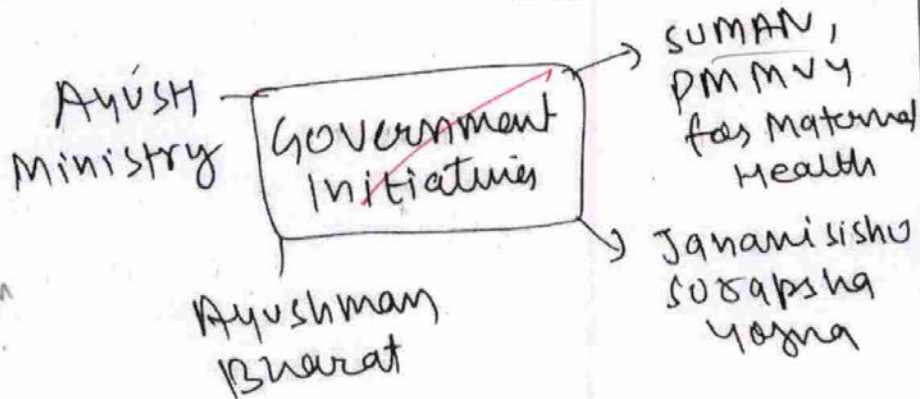 AYUSH
Ministry
Government
Initiatives
SUMAN,
PMMVY
for Maternal
Health
Janani sishu
suraksha
Yojna
Ayushman
Bharat